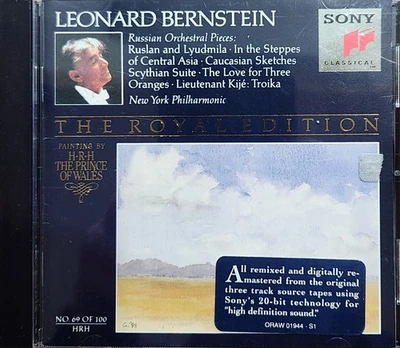 LEONARD BERNSTEIN
Russian Orchestral Pieces:
Ruslan and Lyudmila · In the Steppes
of Central Asia · Caucasian Sketches
Scythian Suite · The Love for Three
Oranges · Lieutenant Kijé: Troika
New York Philharmonic
SONY
CLASSICAL
THE ROYAL EDITION
PAINTING BY
H·R·H
THE PRINCE
OF WALES
All remixed and digitally re-
mastered from the original
three track source tapes using
Sony's 20-bit technology for
"high definition sound."
ORAW 01944 - S1
NO. 69 OF 100
HRH